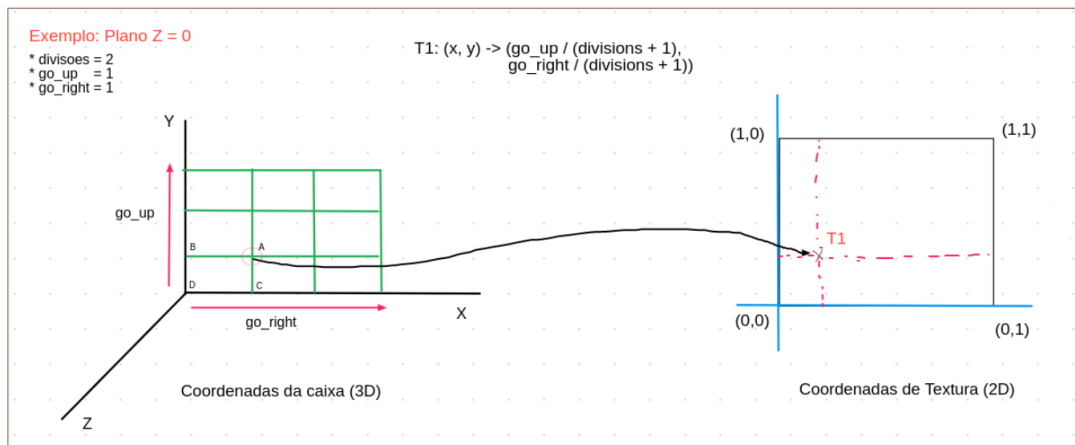 Exemplo: Plano Z = 0
* divisoes = 2
* go_up = 1
* go_right = 1
T1: (x, y) -> (go_up / (divisions + 1),
go_right / (divisions + 1))
Y
go_up
B
A
D
C
go_right
X
Z
Coordenadas da caixa (3D)
(1,0)
(1,1)
T1
(0,0)
(0,1)
Coordenadas de Textura (2D)